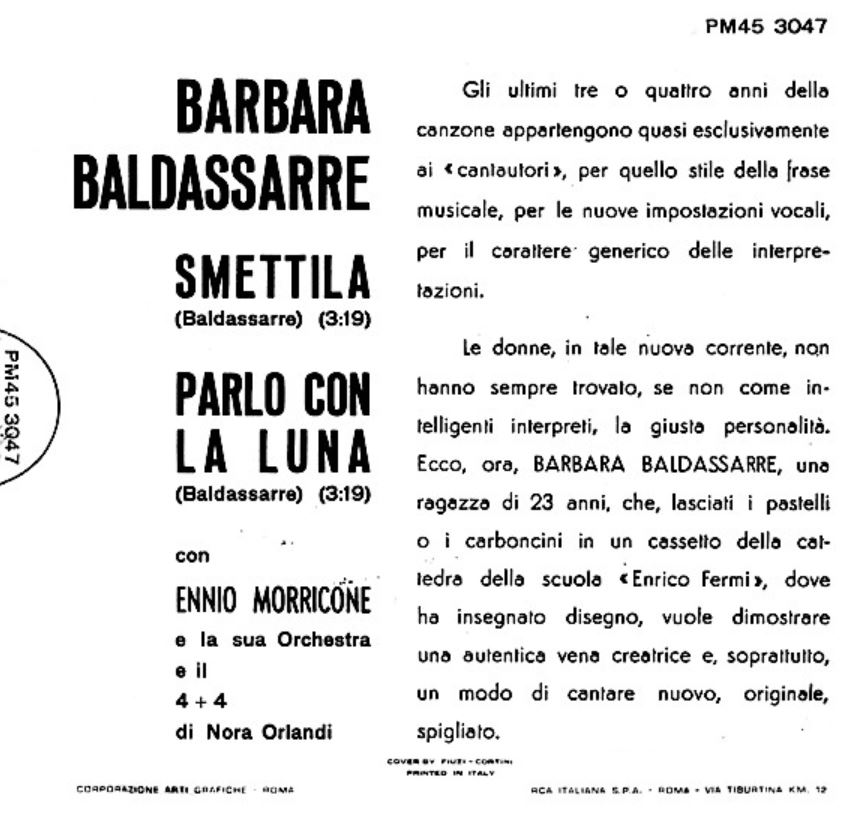 PM45 3047
BARBARA
BALDASSARRE
SMETTILA
(Baldassarre) (3:19)
PARLO CON
LA LUNA
(Baldassarre) (3:19)
con
ENNIO MORRICONE
e la sua Orchestra
e il
4 + 4
di Nora Orlandi
PM45 3047
Gli ultimi tre o quattro anni della
canzone appartengono quasi esclusivamente
ai «cantautori», per quello stile della frase
musicale, per le nuove impostazioni vocali,
per il carattere generico delle interpre-
tazioni.
Le donne, in tale nuova corrente, non
hanno sempre trovato, se non come in-
telligenti interpreti, la giusta personalità.
Ecco, ora, BARBARA BALDASSARRE, una
ragazza di 23 anni, che, lasciati i pastelli
o i carboncini in un cassetto della cat-
tedra della scuola «Enrico Fermi», dove
ha insegnato disegno, vuole dimostrare
una autentica vena creatrice e, soprattutto,
un modo di cantare nuovo, originale,
spigliato.
COVER BY FIUZI - CORTINI
PRINTED IN ITALY
CORPORAZIONE ARTI GRAFICHE - ROMA
RCA ITALIANA S.P.A. - ROMA - VIA TIBURTINA KM. 12